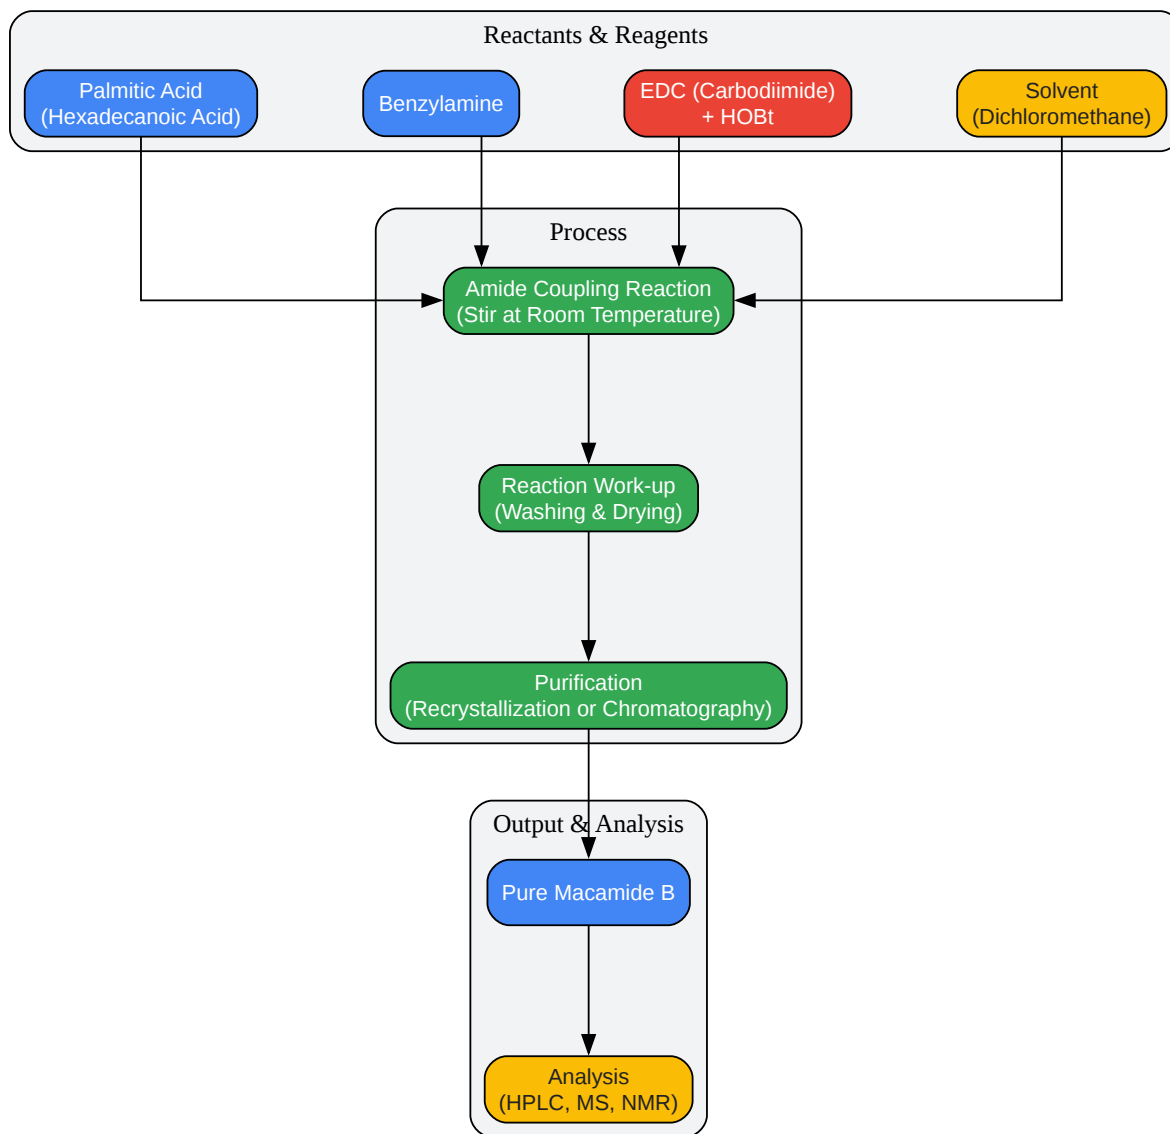 Reactants & Reagents
Palmitic Acid
(Hexadecanoic Acid)
Benzylamine
EDC (Carbodiimide)
+ HOBt
Solvent
(Dichloromethane)
Process
Amide Coupling Reaction
(Stir at Room Temperature)
Reaction Work-up
(Washing & Drying)
Purification
(Recrystallization or Chromatography)
Output & Analysis
Pure Macamide B
Analysis
(HPLC, MS, NMR)